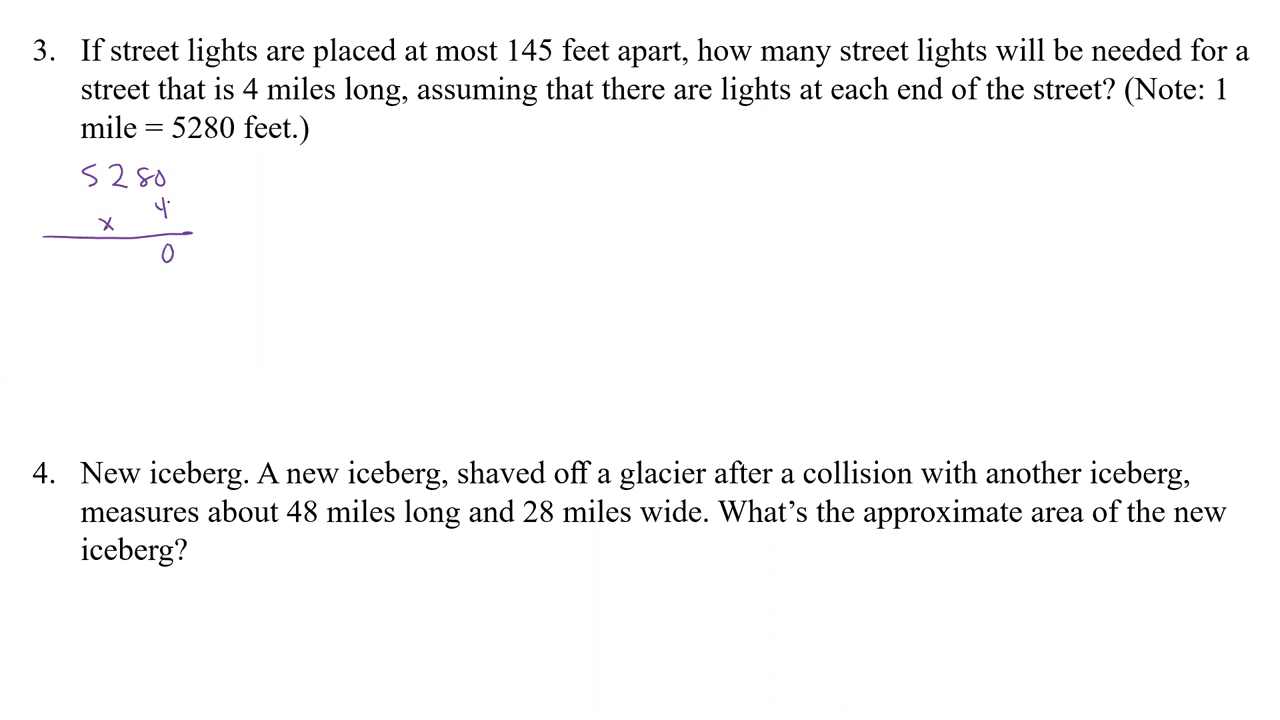 3. If street lights are placed at most 145 feet apart, how many street lights will be needed for a
street that is 4 miles long, assuming that there are lights at each end of the street? (Note: 1
mile = 5280 feet.)
5280
x 4
0
4. New iceberg. A new iceberg, shaved off a glacier after a collision with another iceberg,
measures about 48 miles long and 28 miles wide. What’s the approximate area of the new
iceberg?